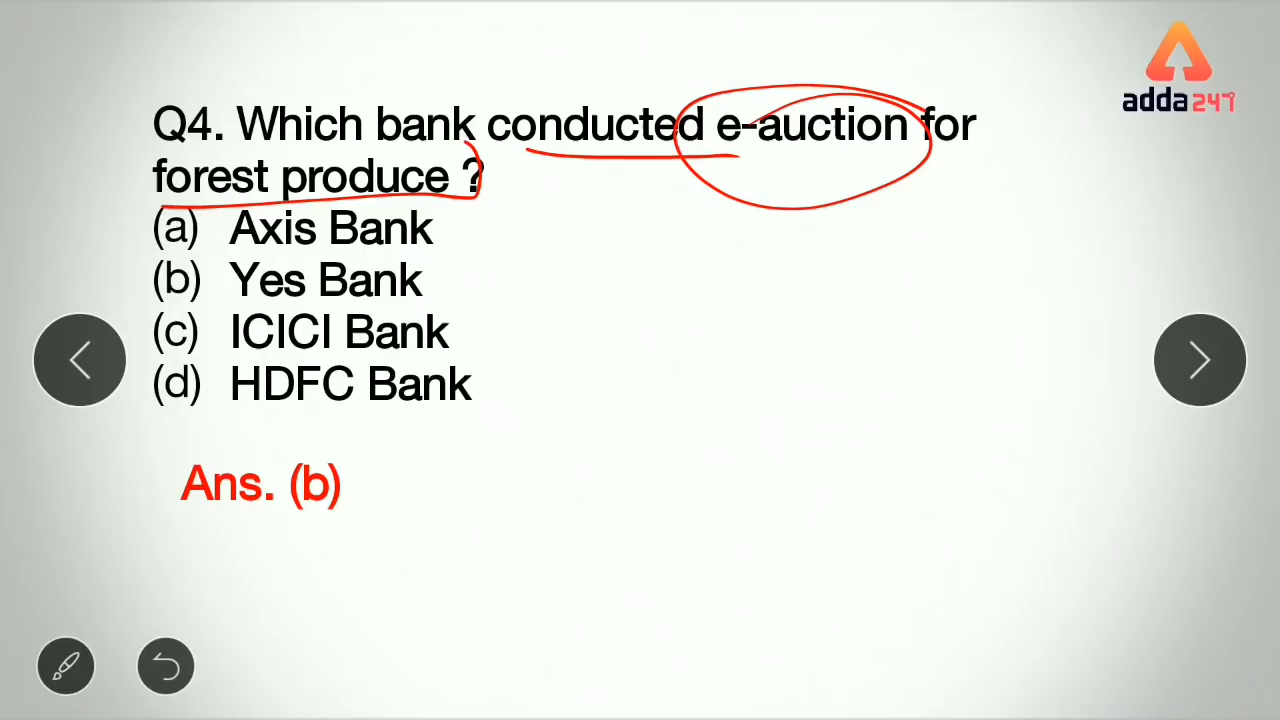 adda247
Q4. Which bank conducted e-auction for
forest produce ?
(a) Axis Bank
(b) Yes Bank
(c) ICICI Bank
(d) HDFC Bank
Ans. (b)